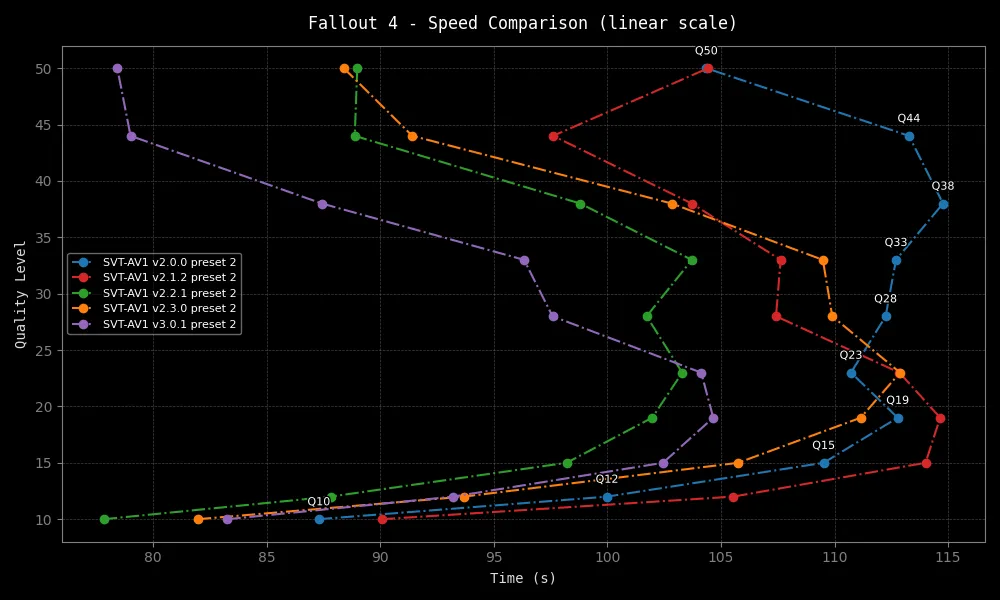 Fallout 4 - Speed Comparison (linear scale)
Quality Level
50
45
40
35
30
25
20
15
10
Q50
Q44
Q38
Q33
Q28
Q23
Q19
Q15
Q12
Q10
SVT-AV1 v2.0.0 preset 2
SVT-AV1 v2.1.2 preset 2
SVT-AV1 v2.2.1 preset 2
SVT-AV1 v2.3.0 preset 2
SVT-AV1 v3.0.1 preset 2
80 85 90 95 100 105 110 115
Time (s)